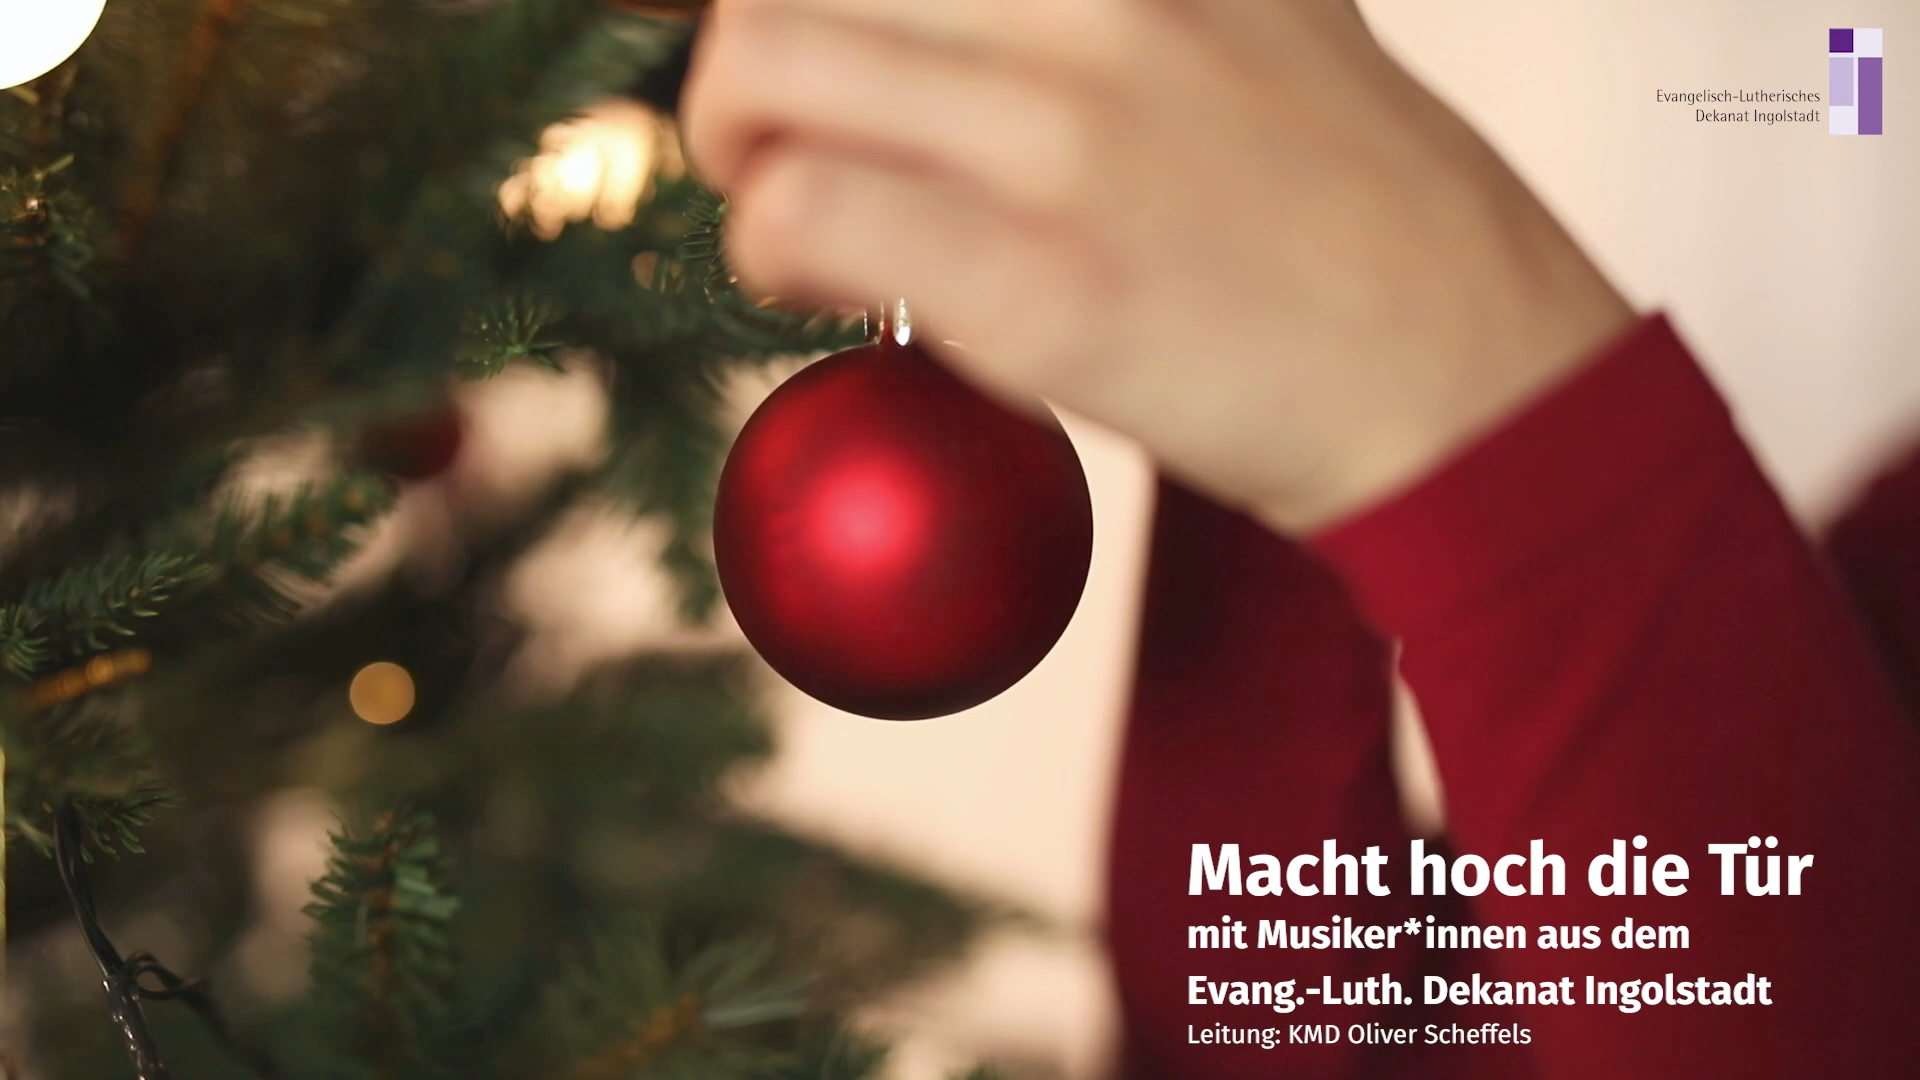 Evangelisch-Lutherisches
Dekanat Ingolstadt
Macht hoch die Tür
mit Musiker*innen aus dem
Evang.-Luth. Dekanat Ingolstadt
Leitung: KMD Oliver Scheffels